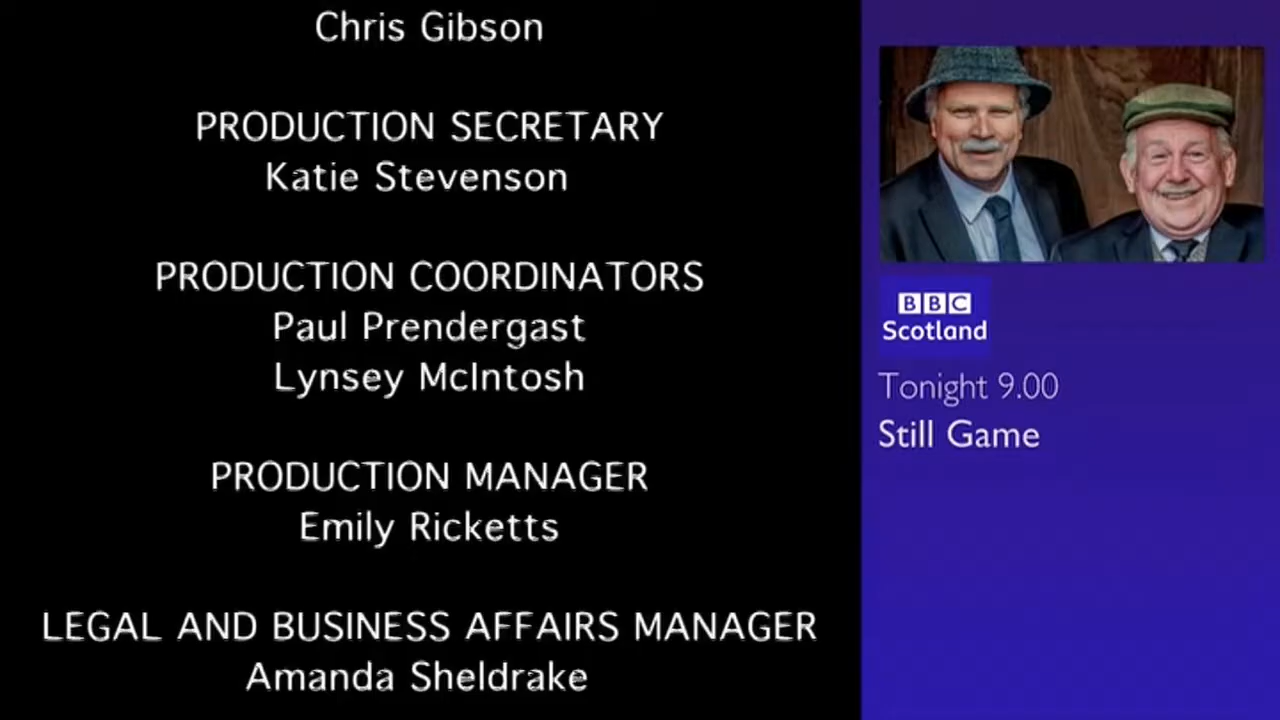 Chris Gibson
PRODUCTION SECRETARY
Katie Stevenson
PRODUCTION COORDINATORS
Paul Prendergast
Lynsey McIntosh
PRODUCTION MANAGER
Emily Ricketts
LEGAL AND BUSINESS AFFAIRS MANAGER
Amanda Sheldrake
BBC
Scotland
Tonight 9.00
Still Game